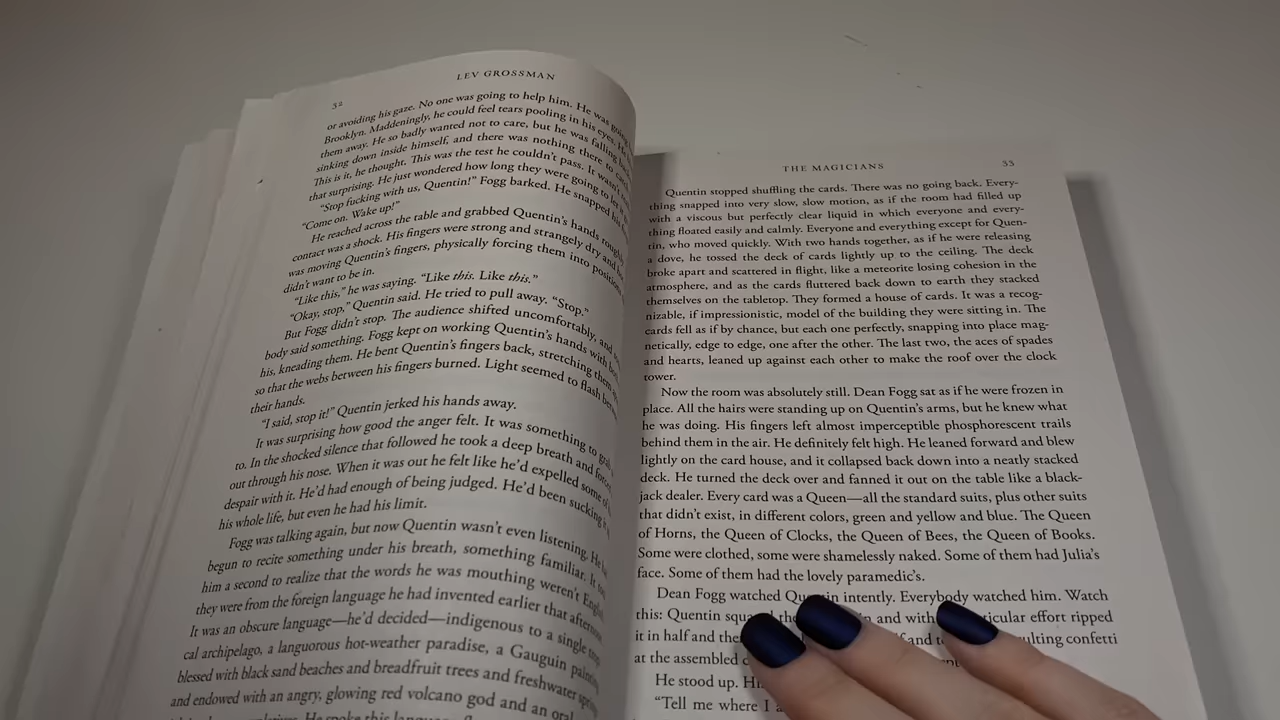 32
LEV GROSSMAN
or avoiding his gaze. No one was going to help him. He was going
Brooklyn. Maddeningly, he could feel tears pooling in his eyes. He
them away. He so badly wanted not to care, but he was falling
sinking down inside himself, and there was nothing there to catch
This is it, he thought. This was the test he couldn't pass. It wasn't
that surprising. He just wondered how long they were going to let it
"Stop fucking with us, Quentin!" Fogg barked. He snapped his
"Come on. Wake up!"
He reached across the table and grabbed Quentin's hands roughly
contact was a shock. His fingers were strong and strangely dry and
was moving Quentin's fingers, physically forcing them into positions
didn't want to be in.
"Like this," he was saying. "Like this. Like this."
"Okay, stop," Quentin said. He tried to pull away. "Stop."
But Fogg didn't stop. The audience shifted uncomfortably, and
body said something. Fogg kept on working Quentin's hands with
his, kneading them. He bent Quentin's fingers back, stretching them
so that the webs between his fingers burned. Light seemed to flash
their hands.
"I said, stop it!" Quentin jerked his hands away.
It was surprising how good the anger felt. It was something to
to. In the shocked silence that followed he took a deep breath and
out through his nose. When it was out he felt like he'd expelled some of
despair with it. He'd had enough of being judged. He'd been sucking it
his whole life, but even he had his limit.
Fogg was talking again, but now Quentin wasn't even listening. He
begun to recite something under his breath, something familiar. It
him a second to realize that the words he was mouthing weren't
they were from the foreign language he had invented earlier that afternoon
It was an obscure language—he'd decided—indigenous to a single
cal archipelago, a languorous hot-weather paradise, a Gauguin
blessed with black sand beaches and breadfruit trees and freshwater
and endowed with an angry, glowing red volcano god and an oral
He spoke this language
THE MAGICIANS
33
Quentin stopped shuffling the cards. There was no going back. Every-
thing snapped into very slow, slow motion, as if the room had filled up
with a viscous but perfectly clear liquid in which everyone and every-
thing floated easily and calmly. Everyone and everything except for Quen-
tin, who moved quickly. With two hands together, as if he were releasing
a dove, he tossed the deck of cards lightly up to the ceiling. The deck
broke apart and scattered in flight, like a meteorite losing cohesion in the
atmosphere, and as the cards fluttered back down to earth they stacked
themselves on the tabletop. They formed a house of cards. It was a recog-
nizable, if impressionistic, model of the building they were sitting in. The
cards fell as if by chance, but each one perfectly, snapping into place mag-
netically, edge to edge, one after the other. The last two, the aces of spades
and hearts, leaned up against each other to make the roof over the clock
tower.
Now the room was absolutely still. Dean Fogg sat as if he were frozen in
place. All the hairs were standing up on Quentin's arms, but he knew what
he was doing. His fingers left almost imperceptible phosphorescent trails
behind them in the air. He definitely felt high. He leaned forward and blew
lightly on the card house, and it collapsed back down into a neatly stacked
deck. He turned the deck over and fanned it out on the table like a black-
jack dealer. Every card was a Queen—all the standard suits, plus other suits
that didn't exist, in different colors, green and yellow and blue. The Queen
of Horns, the Queen of Clocks, the Queen of Bees, the Queen of Books.
Some were clothed, some were shamelessly naked. Some of them had Julia's
face. Some of them had the lovely paramedic's.
Dean Fogg watched Quentin intently. Everybody watched him. Watch
this: Quentin the and with effort ripped
it in half and the and confetti
at the assembled
He stood up.
"Tell me where I